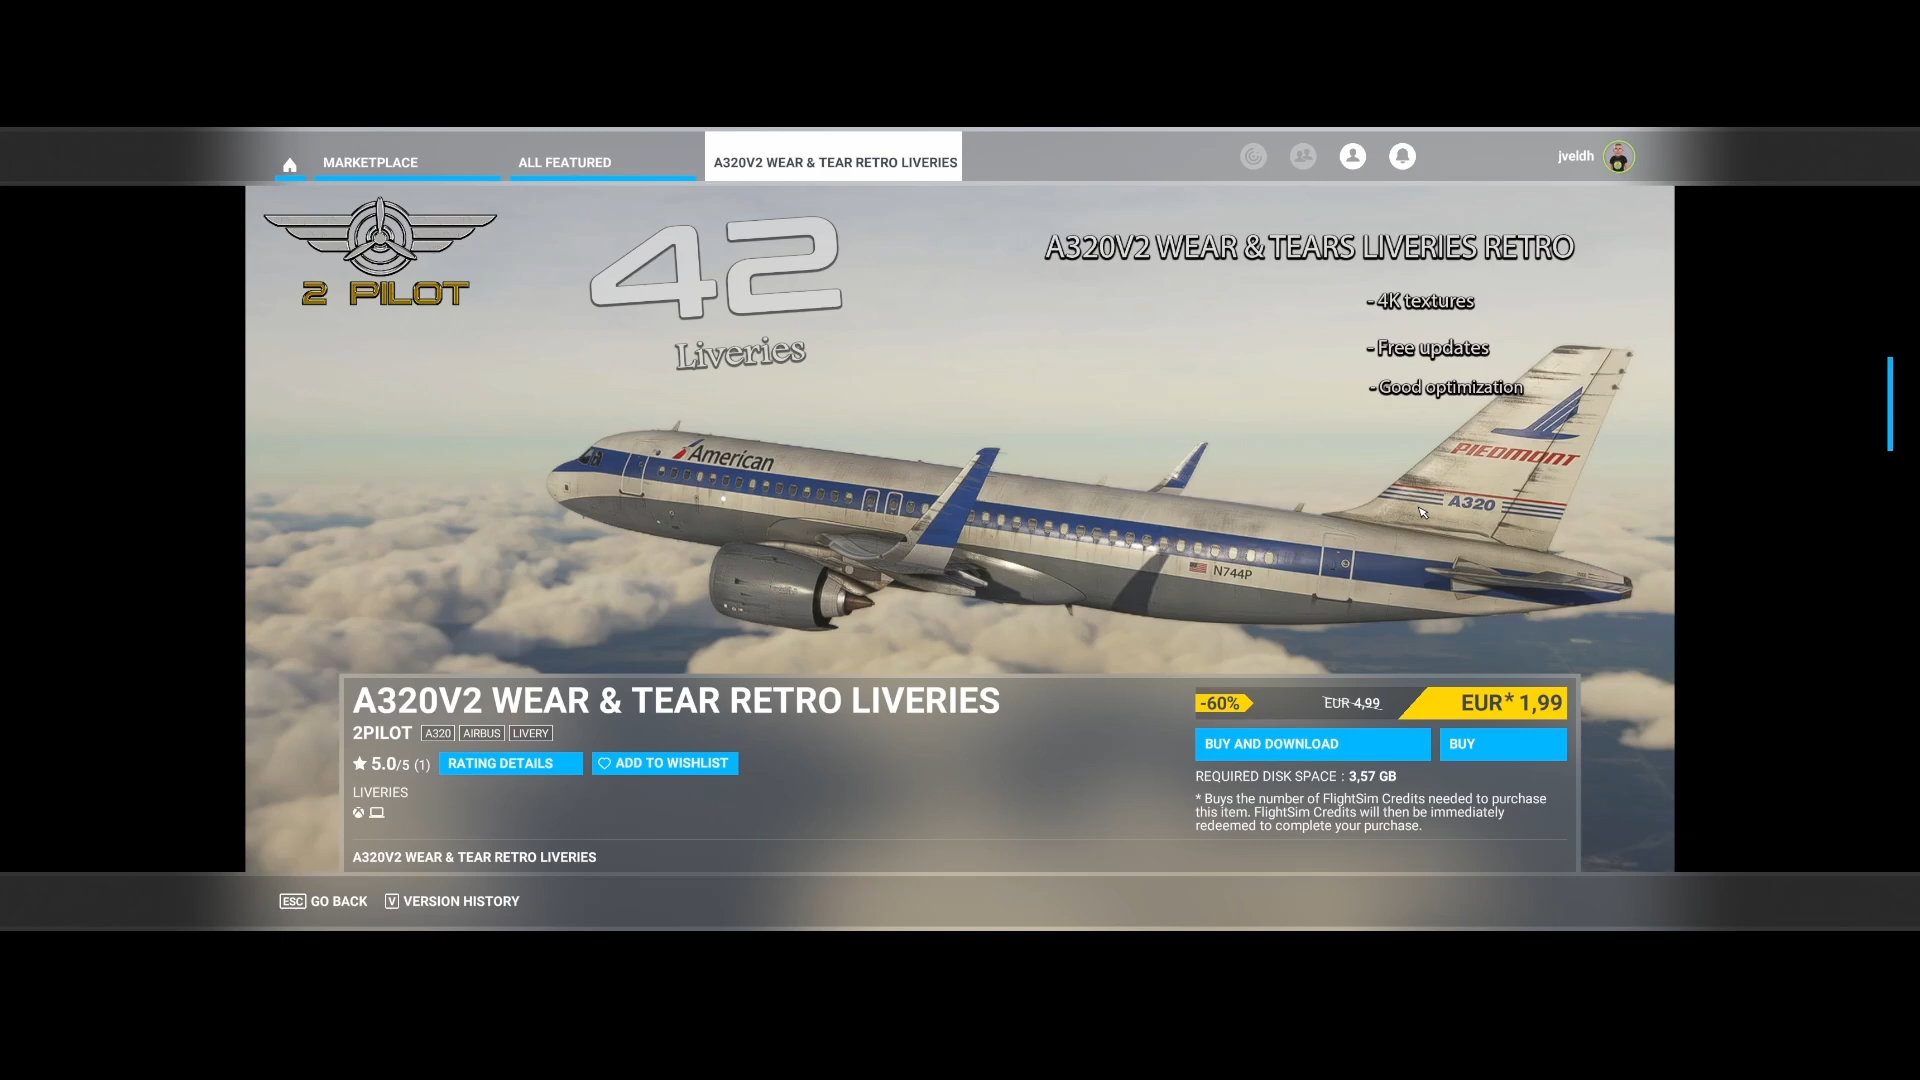 MARKETPLACE
ALL FEATURED
A320V2 WEAR & TEAR RETRO LIVERIES
jveldh
2 PILOT
42
Liveries
A320V2 WEAR & TEARS LIVERIES RETRO
- 4K textures
- Free updates
- Good optimization
American
PIEDMONT
A320
N744P
A320V2 WEAR & TEAR RETRO LIVERIES
2PILOT A320 AIRBUS LIVERY
5.0/5 (1) RATING DETAILS ADD TO WISHLIST
LIVERIES
-60% EUR 4,99 EUR* 1,99
BUY AND DOWNLOAD BUY
REQUIRED DISK SPACE : 3,57 GB
* Buys the number of FlightSim Credits needed to purchase
this item. FlightSim Credits will then be immediately
redeemed to complete your purchase.
A320V2 WEAR & TEAR RETRO LIVERIES
ESC GO BACK V VERSION HISTORY